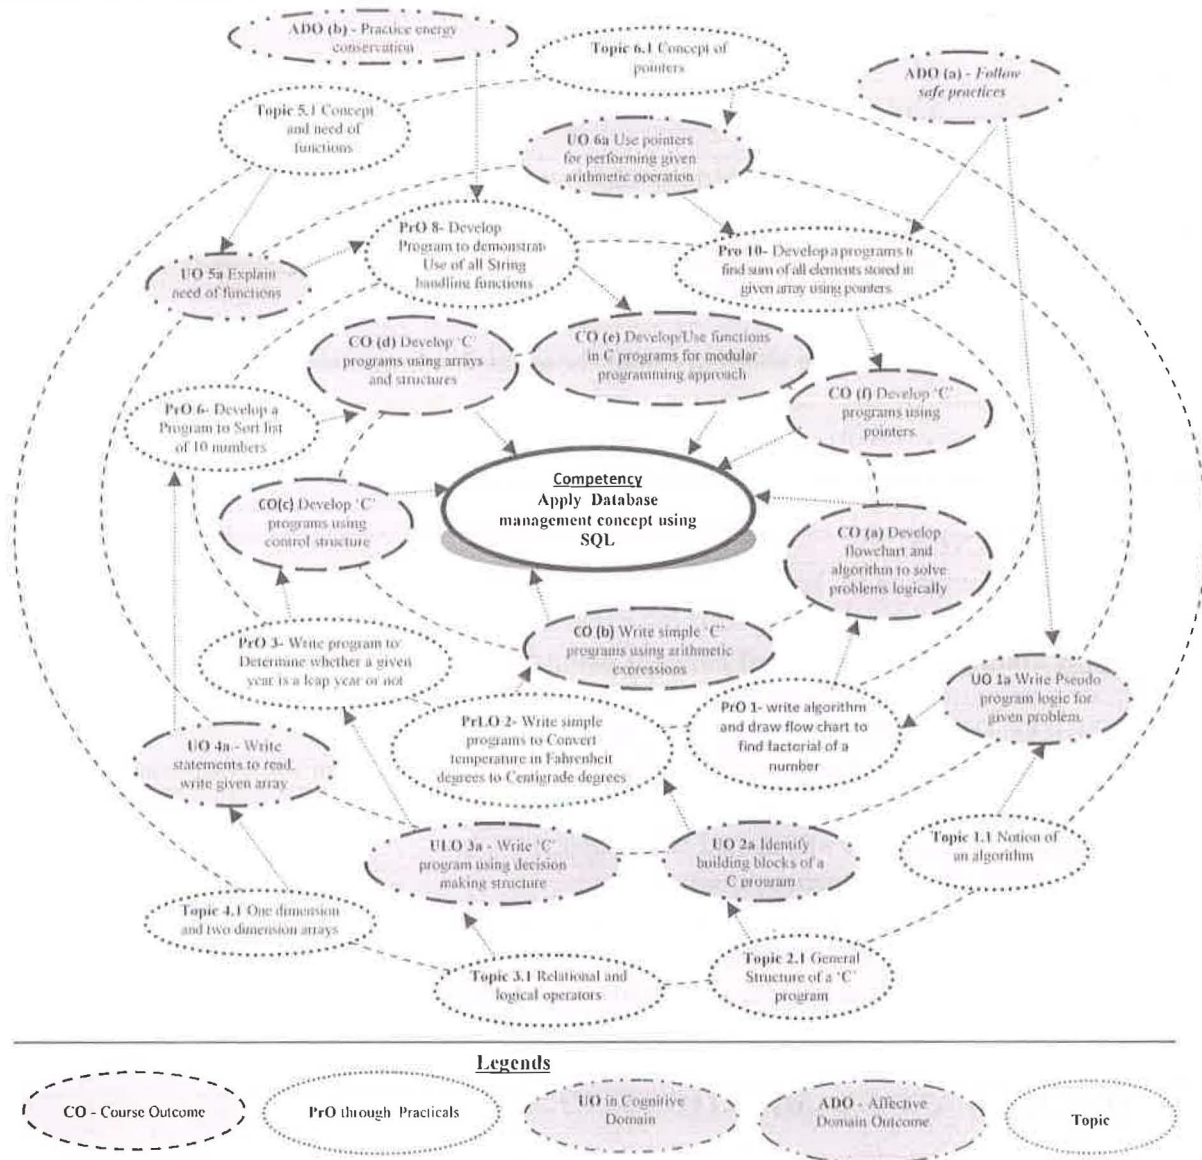 ADO (b) - Practice energy
conservation
Topic 6.1 Concept of
pointers
ADO (a) - Follow
safe practices
Topic 5.1 Concept
and need of
functions
UO 6a Use pointers
for performing given
arithmetic operation
PrO 8- Develop
Program to demonstrat
Use of all String
handling functions
Pro 10- Develop a programs t
find sum of all elements stored in
given array using pointers
UO 5a Explain
need of functions
CO (d) Develop ‘C’
programs using arrays
and structures
CO (e) Develop/Use functions
in C programs for modular
programming approach
CO (f) Develop ‘C’
programs using
pointers.
PrO 6- Develop a
Program to Sort list
of 10 numbers
Competency
Apply Database
management concept using
SQL
CO(c) Develop ‘C’
programs using
control structure
CO (a) Develop
flowchart and
algorithm to solve
problems logically
CO (b) Write simple ‘C’
programs using arithmetic
expressions
PrO 3- Write program to
Determine whether a given
year is a leap year or not
UO 1a Write Pseudo
program logic for
given problem.
PrO 1- write algorithm
and draw flow chart to
find factorial of a
number
PrLO 2- Write simple
programs to Convert
temperature in Fahrenheit
degrees to Centigrade degrees
UO 4a - Write
statements to read,
write given array
ULO 3a - Write ‘C’
program using decision
making structure
UO 2a Identify
building blocks of a
C program
Topic 1.1 Notion of
an algorithm
Topic 4.1 One dimension
and two dimension arrays
Topic 3.1 Relational and
logical operators
Topic 2.1 General
Structure of a ‘C’
program
Legends
CO - Course Outcome
PrO through Practicals
UO in Cognitive
Domain
ADO - Affective
Domain Outcome
Topic